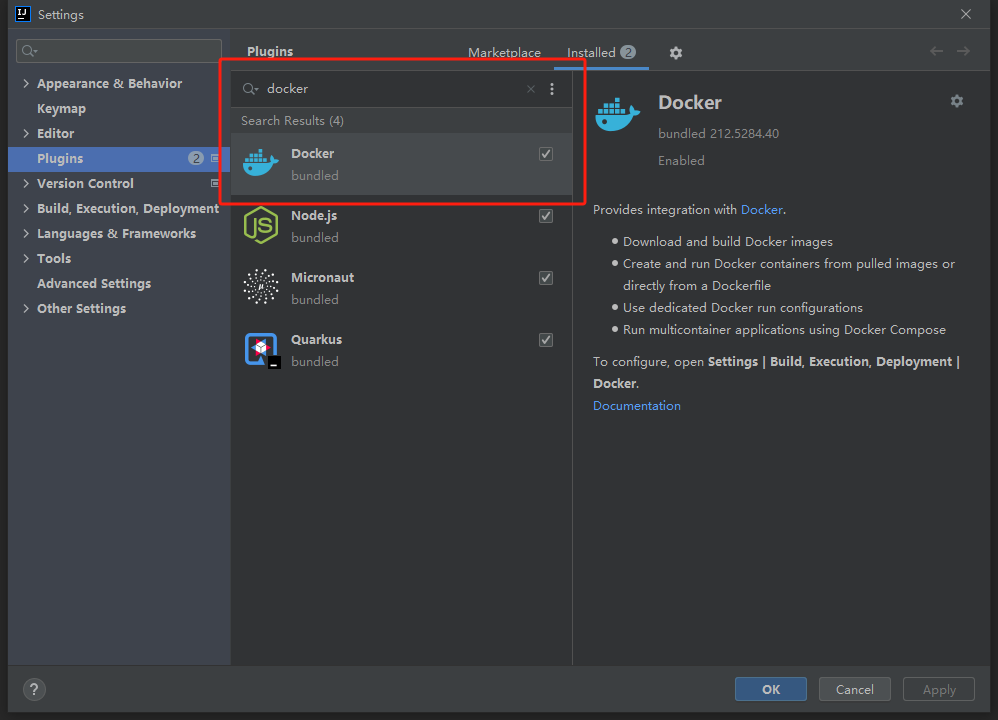 Settings
Appearance & Behavior
Keymap
Editor
Plugins 2
Version Control
Build, Execution, Deployment
Languages & Frameworks
Tools
Advanced Settings
Other Settings
Plugins
Marketplace
Installed 2
docker
Search Results (4)
Docker
bundled
Node.js
bundled
Micronaut
bundled
Quarkus
bundled
Docker
bundled 212.5284.40
Enabled
Provides integration with Docker.
Download and build Docker images
Create and run Docker containers from pulled images or
directly from a Dockerfile
Use dedicated Docker run configurations
Run multicontainer applications using Docker Compose
To configure, open Settings | Build, Execution, Deployment |
Docker.
Documentation
?
OK
Cancel
Apply